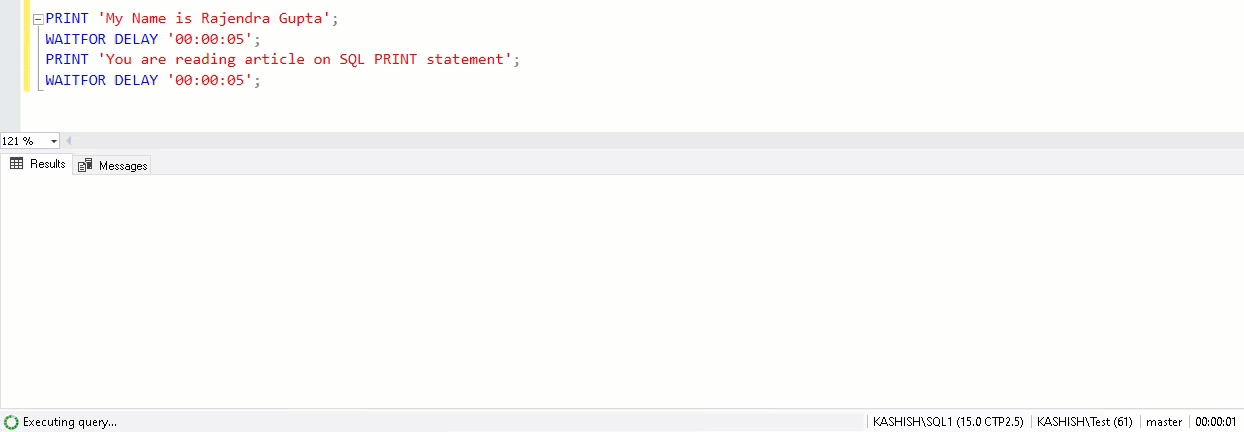 PRINT 'My Name is Rajendra Gupta';
WAITFOR DELAY '00:00:05';
PRINT 'You are reading article on SQL PRINT statement';
WAITFOR DELAY '00:00:05';
121 %
Results Messages
Executing query... KASHISH\SQL1 (15.0 CTP2.5) KASHISH\Test (61) master 00:00:01